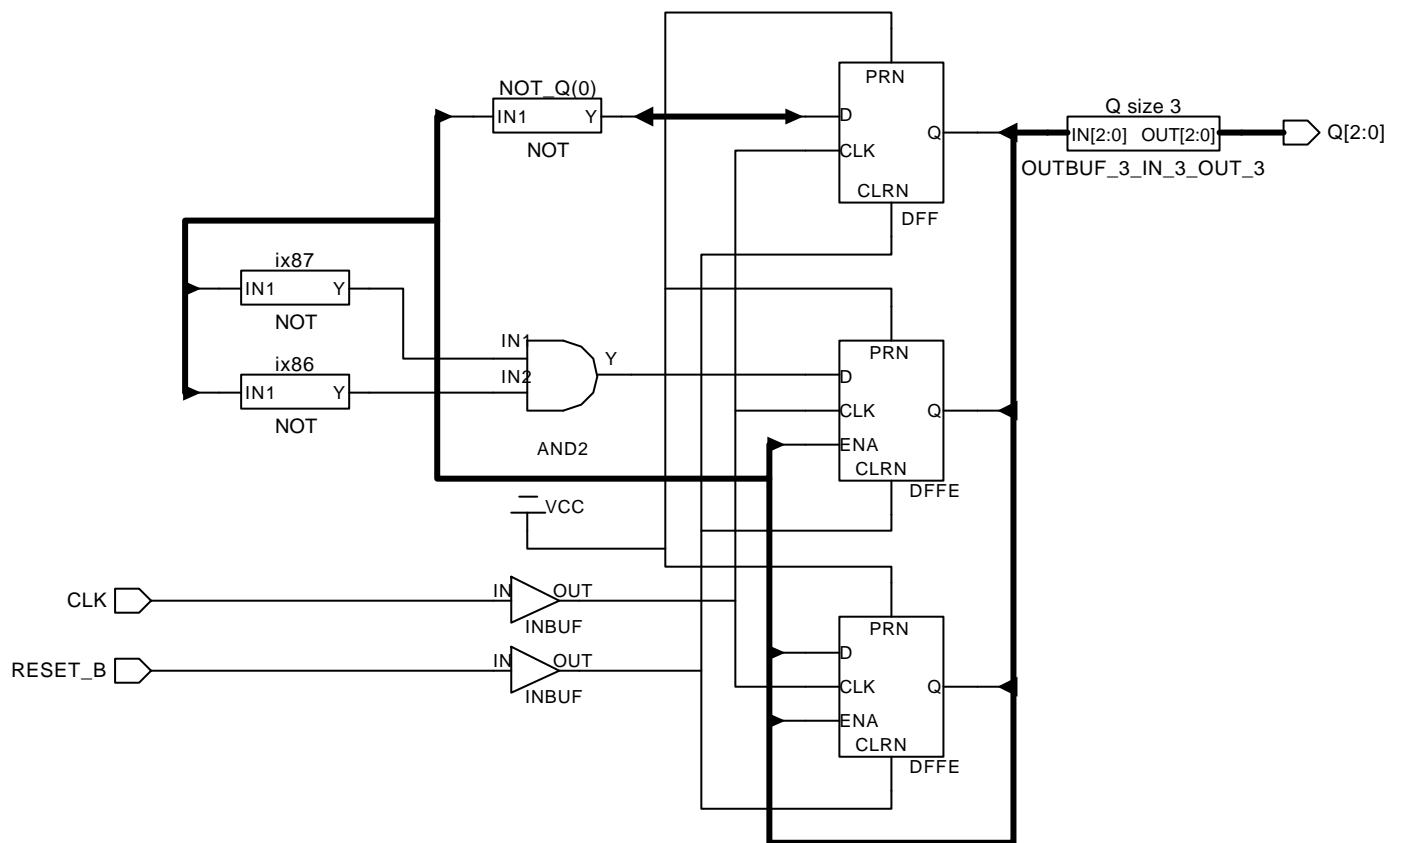 PRN
NOT_Q(0)
IN1 Y
NOT
D
CLK
Q
CLRN
DFF
Q size 3
IN[2:0] OUT[2:0]
OUTBUF_3_IN_3_OUT_3
Q[2:0]
ix87
IN1 Y
NOT
ix86
IN1 Y
NOT
IN1
IN2
Y
AND2
PRN
D
CLK
Q
ENA
CLRN
DFFE
VCC
CLK
IN OUT
INBUF
RESET_B
IN OUT
INBUF
PRN
D
CLK
Q
ENA
CLRN
DFFE